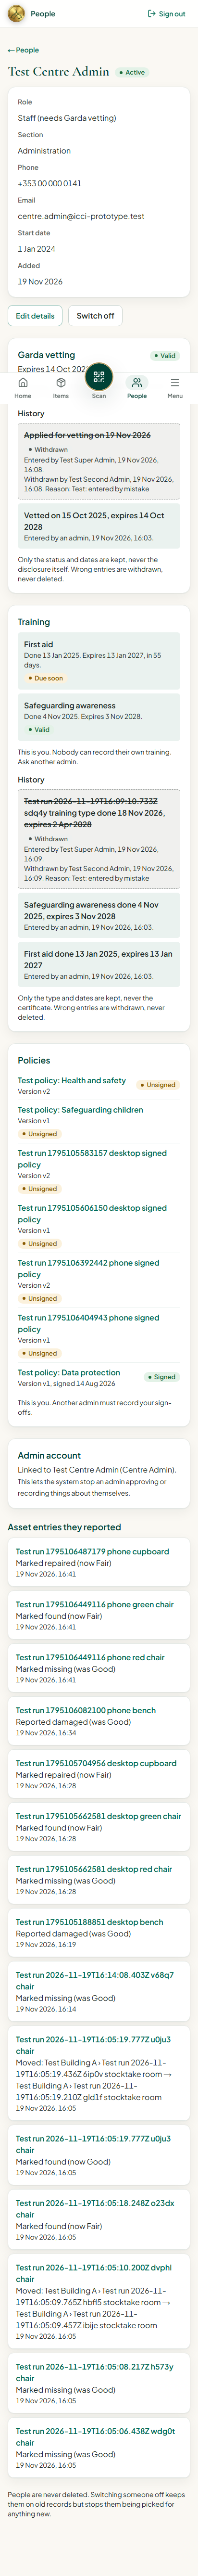 People
Sign out
← People
Test Centre Admin
Active
Role
Staff (needs Garda vetting)
Section
Administration
Phone
+353 00 000 0141
Email
centre.admin@icci-prototype.test
Start date
1 Jan 2024
Added
19 Nov 2026
Edit details
Switch off
Garda vetting
Valid
Expires 14 Oct 202
Home
Items
Scan
People
Menu
History
Applied for vetting on 19 Nov 2026
Withdrawn
Entered by Test Super Admin, 19 Nov 2026,
16:08.
Withdrawn by Test Second Admin, 19 Nov 2026,
16:08. Reason: Test: entered by mistake
Vetted on 15 Oct 2025, expires 14 Oct
2028
Entered by an admin, 19 Nov 2026, 16:03.
Only the status and dates are kept, never the
disclosure itself. Wrong entries are withdrawn,
never deleted.
Training
First aid
Done 13 Jan 2025. Expires 13 Jan 2027, in 55
days.
Due soon
Safeguarding awareness
Done 4 Nov 2025. Expires 3 Nov 2028.
Valid
This is you. Nobody can record their own training.
Ask another admin.
History
Test run 2026-11-19T16:09:10.733Z
sdq4y training type done 18 Nov 2026,
expires 2 Apr 2028
Withdrawn
Entered by Test Super Admin, 19 Nov 2026,
16:09.
Withdrawn by Test Second Admin, 19 Nov 2026,
16:09. Reason: Test: entered by mistake
Safeguarding awareness done 4 Nov
2025, expires 3 Nov 2028
Entered by an admin, 19 Nov 2026, 16:03.
First aid done 13 Jan 2025, expires 13 Jan
2027
Entered by an admin, 19 Nov 2026, 16:03.
Only the type and dates are kept, never the
certificate. Wrong entries are withdrawn, never
deleted.
Policies
Test policy: Health and safety
Version v2
Unsigned
Test policy: Safeguarding children
Version v1
Unsigned
Test run 1795105583157 desktop signed
policy
Version v2
Unsigned
Test run 1795105606150 desktop signed
policy
Version v1
Unsigned
Test run 1795106392442 phone signed
policy
Version v2
Unsigned
Test run 1795106404943 phone signed
policy
Version v1
Unsigned
Test policy: Data protection
Version v1, signed 14 Aug 2026
Signed
This is you. Another admin must record your sign-
offs.
Admin account
Linked to Test Centre Admin (Centre Admin).
This lets the system stop an admin approving or
recording things about themselves.
Asset entries they reported
Test run 1795106487179 phone cupboard
Marked repaired (now Fair)
19 Nov 2026, 16:41
Test run 1795106449116 phone green chair
Marked found (now Fair)
19 Nov 2026, 16:41
Test run 1795106449116 phone red chair
Marked missing (was Good)
19 Nov 2026, 16:41
Test run 1795106082100 phone bench
Reported damaged (was Good)
19 Nov 2026, 16:34
Test run 1795105704956 desktop cupboard
Marked repaired (now Fair)
19 Nov 2026, 16:28
Test run 1795105662581 desktop green chair
Marked found (now Fair)
19 Nov 2026, 16:28
Test run 1795105662581 desktop red chair
Marked missing (was Good)
19 Nov 2026, 16:28
Test run 1795105188851 desktop bench
Reported damaged (was Good)
19 Nov 2026, 16:19
Test run 2026-11-19T16:14:08.403Z v68q7
chair
Marked missing (was Good)
19 Nov 2026, 16:14
Test run 2026-11-19T16:05:19.777Z u0ju3
chair
Moved: Test Building A › Test run 2026-11-
19T16:05:19.436Z 6ip0v stocktake room →
Test Building A › Test run 2026-11-
19T16:05:19.210Z gld1f stocktake room
19 Nov 2026, 16:05
Test run 2026-11-19T16:05:19.777Z u0ju3
chair
Marked found (now Good)
19 Nov 2026, 16:05
Test run 2026-11-19T16:05:18.248Z o23dx
chair
Marked found (now Fair)
19 Nov 2026, 16:05
Test run 2026-11-19T16:05:10.200Z dvphl
chair
Moved: Test Building A › Test run 2026-11-
19T16:05:09.765Z hbfl5 stocktake room →
Test Building A › Test run 2026-11-
19T16:05:09.457Z ibije stocktake room
19 Nov 2026, 16:05
Test run 2026-11-19T16:05:08.217Z h573y
chair
Marked missing (was Good)
19 Nov 2026, 16:05
Test run 2026-11-19T16:05:06.438Z wdg0t
chair
Marked missing (was Good)
19 Nov 2026, 16:05
People are never deleted. Switching someone off keeps
them on old records but stops them being picked for
anything new.